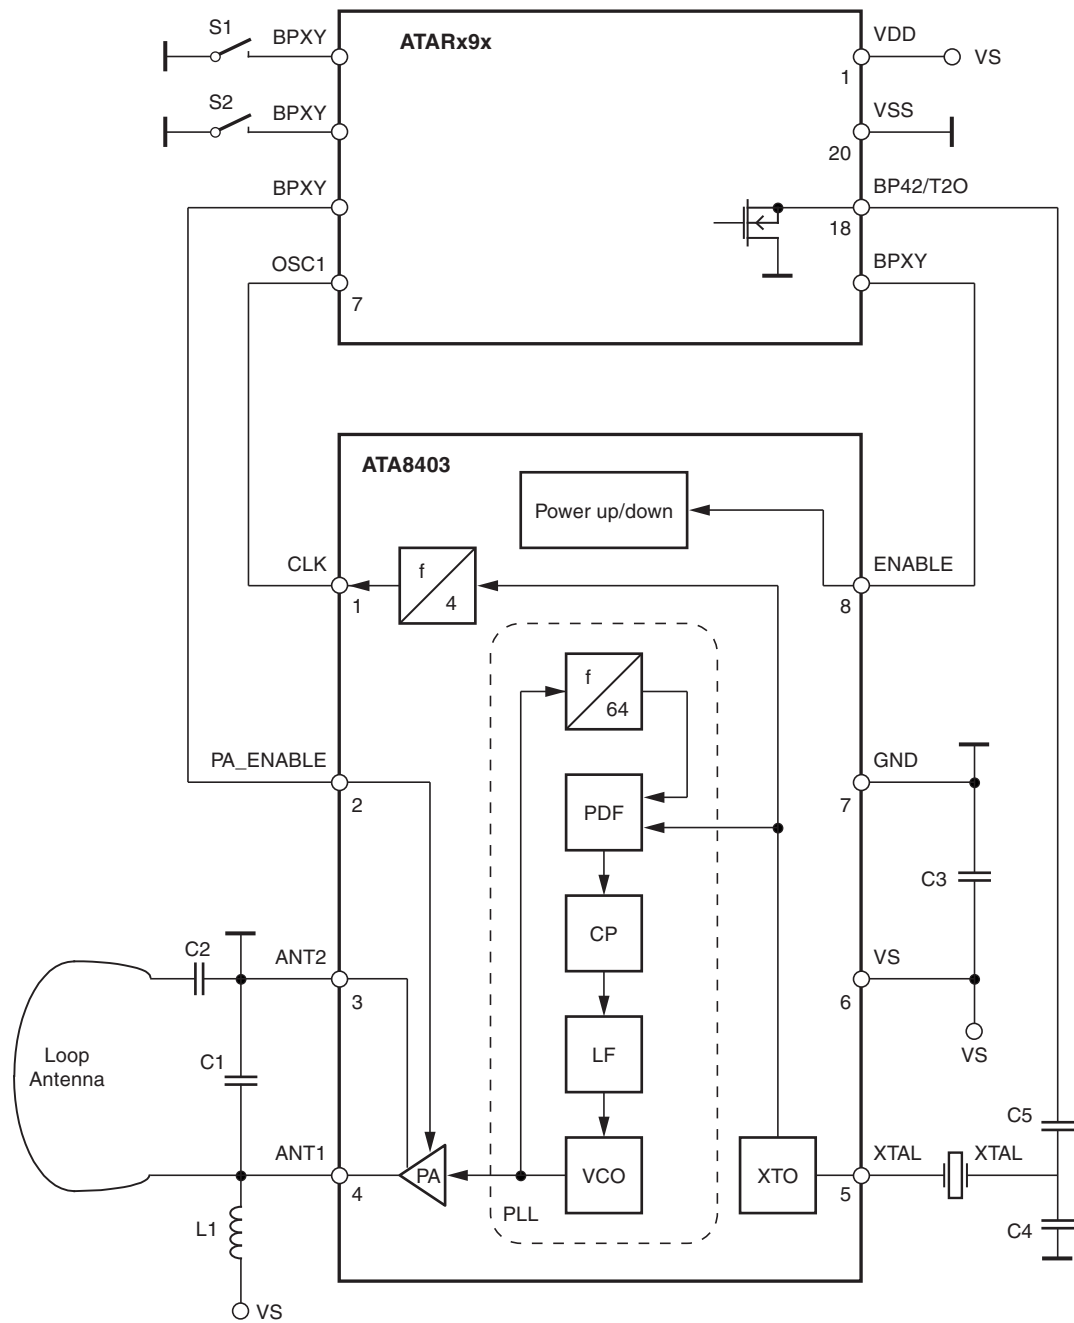 S1
BPXY
ATARx9x
VDD
VS
1
S2
BPXY
VSS
20
BPXY
BP42/T2O
18
OSC1
BPXY
7
ATA8403
Power up/down
CLK
f
4
ENABLE
1
8
f
64
PA_ENABLE
GND
2
7
PDF
C3
CP
C2
ANT2
VS
3
6
Loop
Antenna
C1
LF
VS
C5
ANT1
XTAL
XTAL
4
PA
VCO
XTO
5
PLL
L1
C4
VS